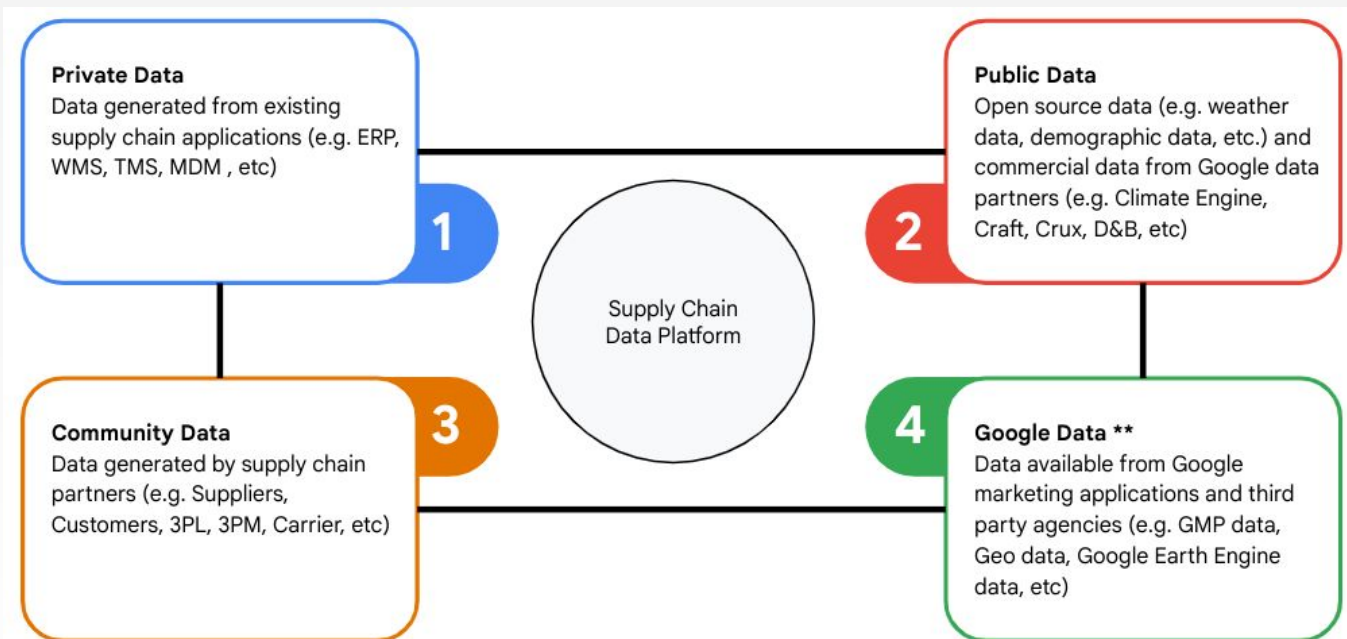 Private Data
Data generated from existing
supply chain applications (e.g. ERP,
WMS, TMS, MDM , etc)
1
Public Data
Open source data (e.g. weather
data, demographic data, etc.) and
commercial data from Google data
partners (e.g. Climate Engine,
Craft, Crux, D&B, etc)
2
Supply Chain
Data Platform
Community Data
Data generated by supply chain
partners (e.g. Suppliers,
Customers, 3PL, 3PM, Carrier, etc)
3
Google Data **
Data available from Google
marketing applications and third
party agencies (e.g. GMP data,
Geo data, Google Earth Engine
data, etc)
4